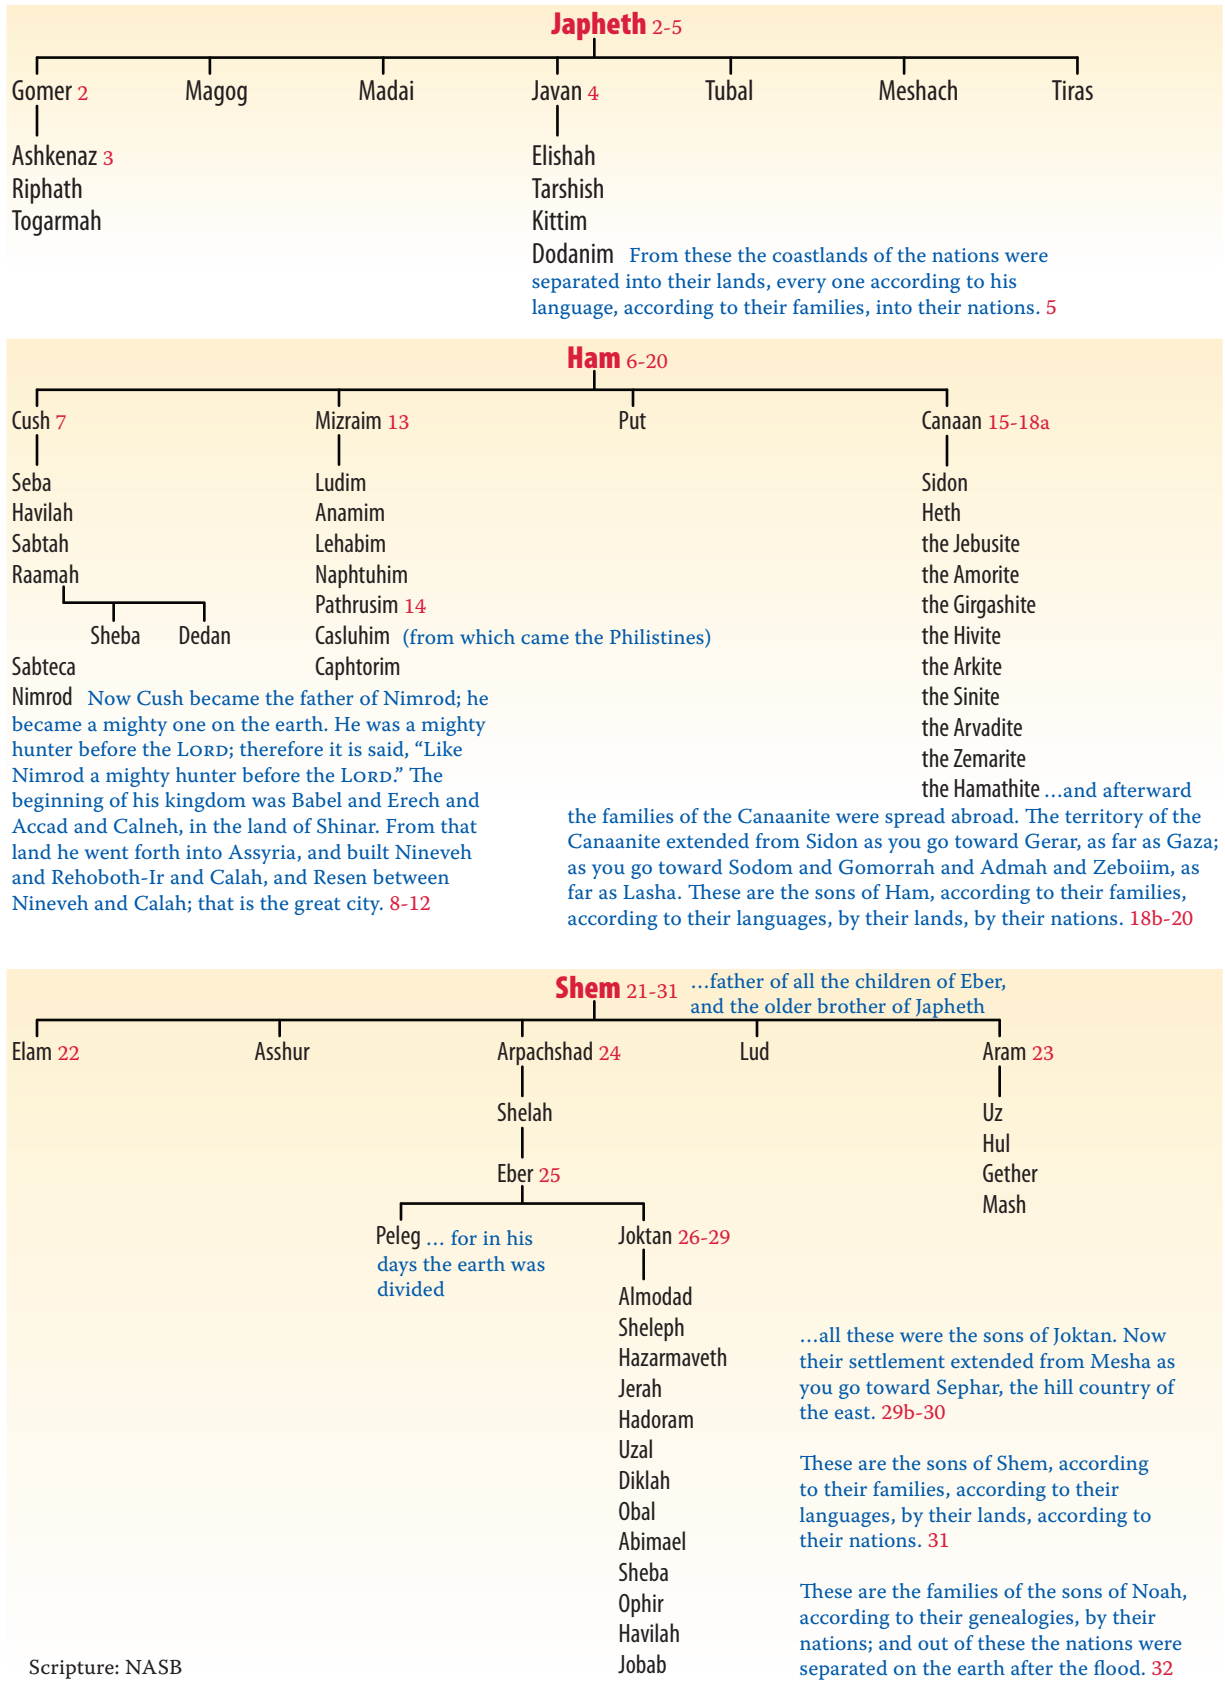 Japheth 2-5
Gomer 2
Magog
Madai
Javan 4
Tubal
Meshach
Tiras
Ashkenaz 3
Riphath
Togarmah
Elishah
Tarshish
Kittim
Dodanim From these the coastlands of the nations were
separated into their lands, every one according to his
language, according to their families, into their nations. 5
Ham 6-20
Cush 7
Mizraim 13
Put
Canaan 15-18a
Seba
Havilah
Sabtah
Raamah
Sheba
Dedan
Sabteca
Nimrod Now Cush became the father of Nimrod; he
became a mighty one on the earth. He was a mighty
hunter before the LORD; therefore it is said, “Like
Nimrod a mighty hunter before the LORD.” The
beginning of his kingdom was Babel and Erech and
Accad and Calneh, in the land of Shinar. From that
land he went forth into Assyria, and built Nineveh
and Rehoboth-Ir and Calah, and Resen between
Nineveh and Calah; that is the great city. 8-12
Ludim
Anamim
Lehabim
Naphtuhim
Pathrusim 14
Casluhim (from which came the Philistines)
Caphtorim
Sidon
Heth
the Jebusite
the Amorite
the Girgashite
the Hivite
the Arkite
the Sinite
the Arvadite
the Zemarite
the Hamathite ...and afterward
the families of the Canaanite were spread abroad. The territory of the
Canaanite extended from Sidon as you go toward Gerar, as far as Gaza;
as you go toward Sodom and Gomorrah and Admah and Zeboiim, as
far as Lasha. These are the sons of Ham, according to their families,
according to their languages, by their lands, by their nations. 18b-20
Shem 21-31 ...father of all the children of Eber,
and the older brother of Japheth
Elam 22
Asshur
Arpachshad 24
Lud
Aram 23
Shelah
Eber 25
Peleg ... for in his
days the earth was
divided
Joktan 26-29
Almodad
Sheleph
Hazarmaveth
Jerah
Hadoram
Uzal
Diklah
Obal
Abimael
Sheba
Ophir
Havilah
Jobab
Uz
Hul
Gether
Mash
...all these were the sons of Joktan. Now
their settlement extended from Mesha as
you go toward Sephar, the hill country of
the east. 29b-30
These are the sons of Shem, according
to their families, according to their
languages, by their lands, according to
their nations. 31
These are the families of the sons of Noah,
according to their genealogies, by their
nations; and out of these the nations were
separated on the earth after the flood. 32
Scripture: NASB